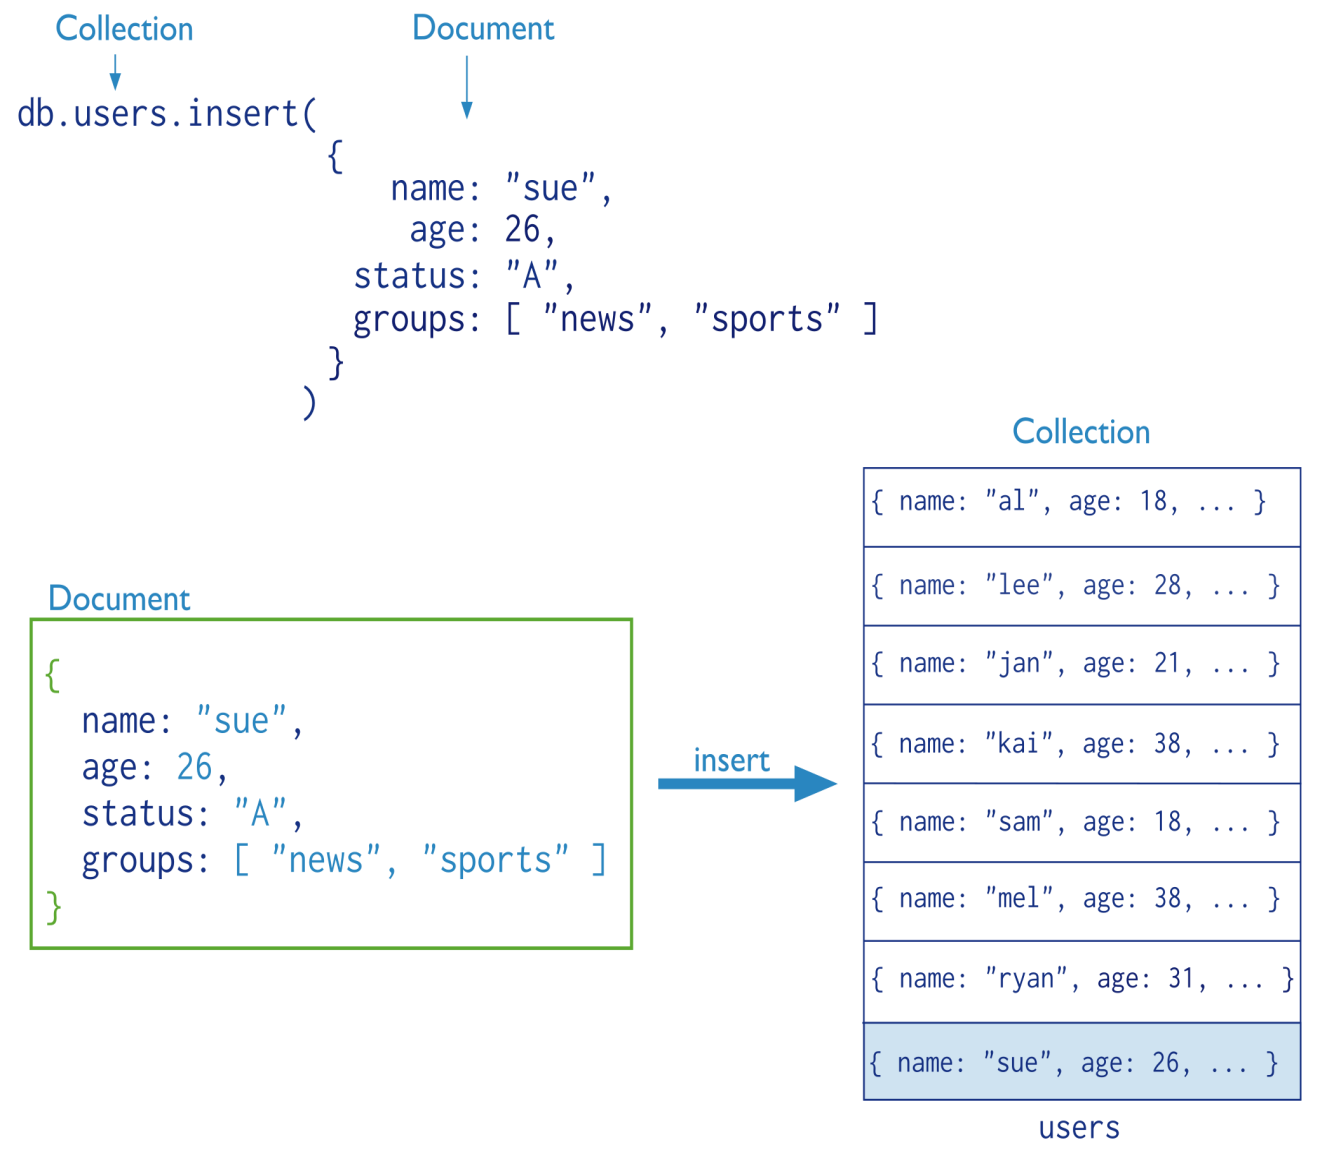 Collection
Document
db.users.insert(
{
name: "sue",
age: 26,
status: "A",
groups: [ "news", "sports" ]
}
)
Document
{
name: "sue",
age: 26,
status: "A",
groups: [ "news", "sports" ]
}
insert
Collection
{ name: "al", age: 18, ... }
{ name: "lee", age: 28, ... }
{ name: "jan", age: 21, ... }
{ name: "kai", age: 38, ... }
{ name: "sam", age: 18, ... }
{ name: "mel", age: 38, ... }
{ name: "ryan", age: 31, ... }
{ name: "sue", age: 26, ... }
users